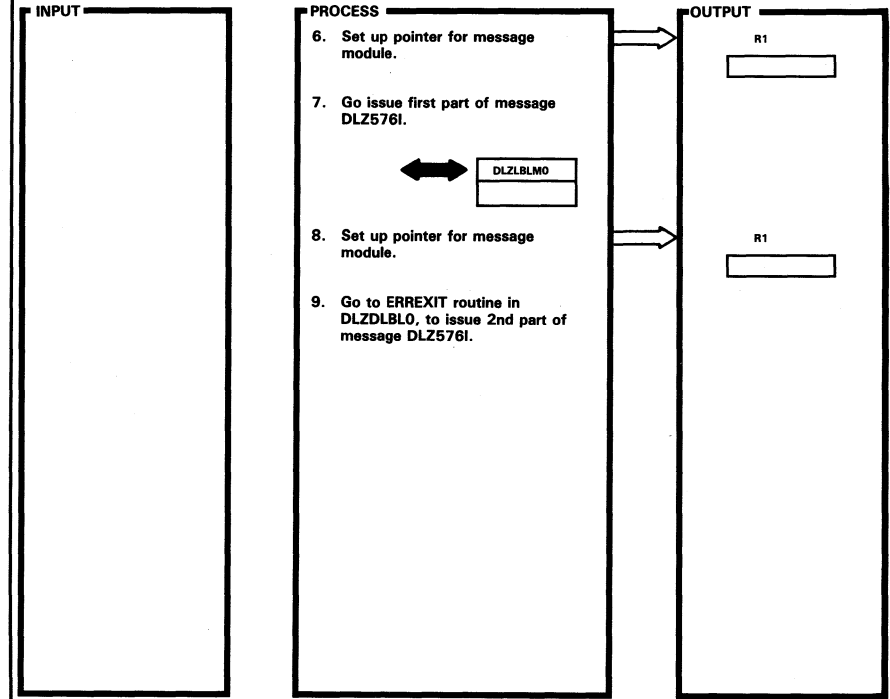 INPUT
PROCESS
OUTPUT
6. Set up pointer for message
module.
R1
7. Go issue first part of message
DLZ576I.
DLZLBLM0
8. Set up pointer for message
module.
R1
9. Go to ERREXIT routine in
DLZDLBL0, to issue 2nd part of
message DLZ576I.